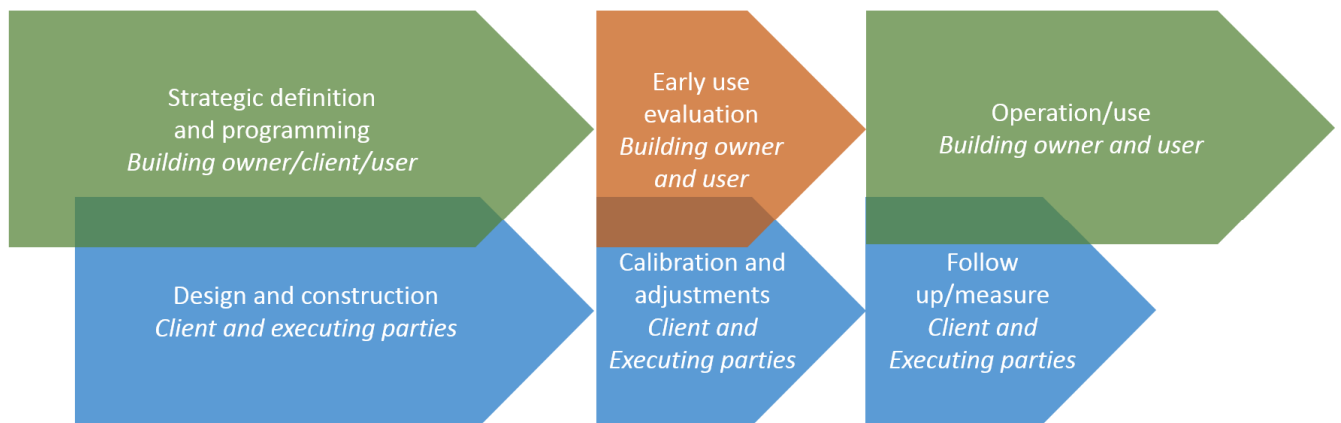 Strategic definition
and programming
Building owner/client/user
Early use
evaluation
Building owner
and user
Operation/use
Building owner and user
Design and construction
Client and executing parties
Calibration and
adjustments
Client and
Executing parties
Follow
up/measure
Client and
Executing parties